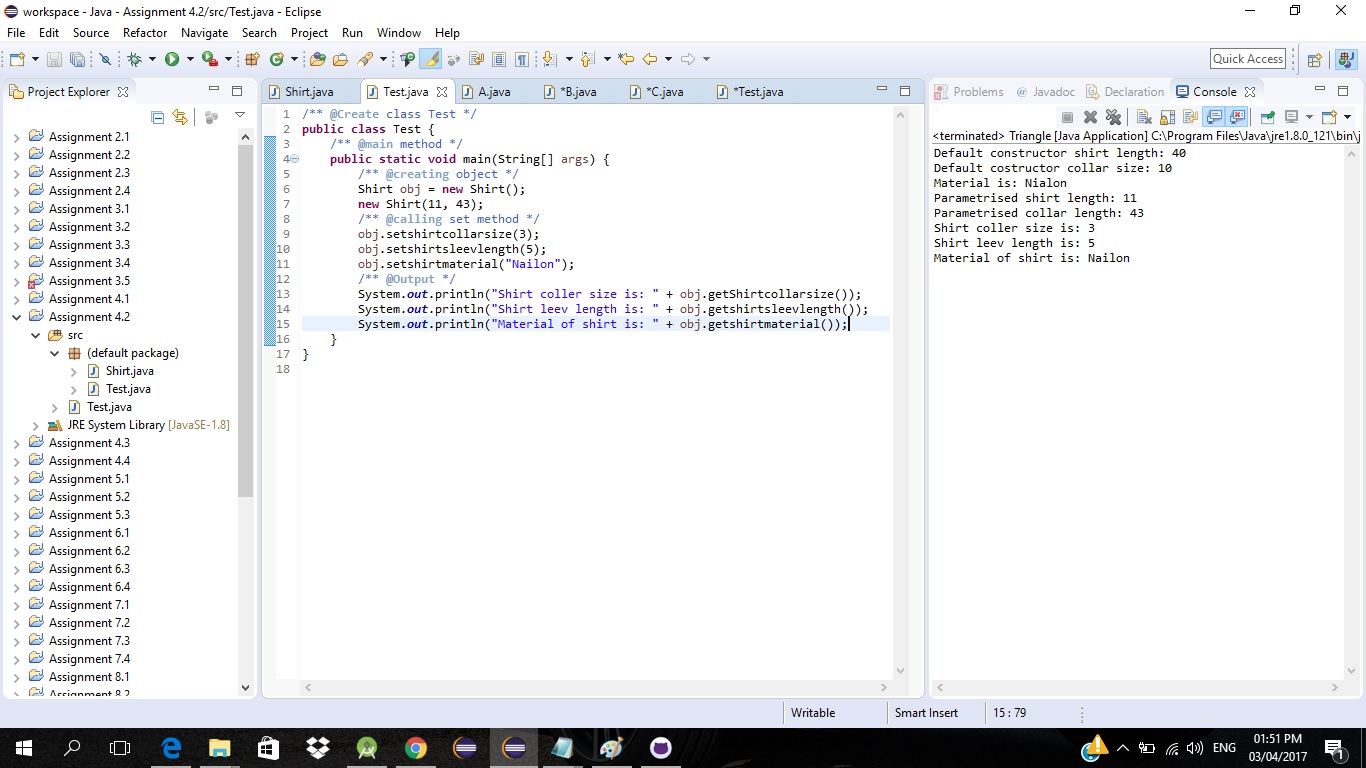 workspace - Java - Assignment 4.2/src/Test.java - Eclipse
File Edit Source Refactor Navigate Search Project Run Window Help
Quick Access
Project Explorer
Assignment 2.1
Assignment 2.2
Assignment 2.3
Assignment 2.4
Assignment 3.1
Assignment 3.2
Assignment 3.3
Assignment 3.4
Assignment 3.5
Assignment 4.1
Assignment 4.2
src
(default package)
Shirt.java
Test.java
Test.java
JRE System Library [JavaSE-1.8]
Assignment 4.3
Assignment 4.4
Assignment 5.1
Assignment 5.2
Assignment 5.3
Assignment 6.1
Assignment 6.2
Assignment 6.3
Assignment 6.4
Assignment 7.1
Assignment 7.2
Assignment 7.3
Assignment 7.4
Assignment 8.1
Assignment 8.2
Shirt.java Test.java A.java *B.java *C.java *Test.java
1 /** @Create class Test */
2 public class Test {
3 /** @main method */
4 public static void main(String[] args) {
5 /** @creating object */
6 Shirt obj = new Shirt();
7 new Shirt(11, 43);
8 /** @calling set method */
9 obj.setshirtcollarsize(3);
10 obj.setshirtsleevlength(5);
11 obj.setshirtmaterial("Nailon");
12 /** @Output */
13 System.out.println("Shirt coller size is: " + obj.getShirtcollarsize());
14 System.out.println("Shirt leev length is: " + obj.getshirtsleevlength());
15 System.out.println("Material of shirt is: " + obj.getshirtmaterial());
16 }
17 }
18
Problems Javadoc Declaration Console
<terminated> Triangle [Java Application] C:\Program Files\Java\jre1.8.0_121\bin\j
Default constructor shirt length: 40
Default costructor collar size: 10
Material is: Nialon
Parametrised shirt length: 11
Parametrised collar length: 43
Shirt coller size is: 3
Shirt leev length is: 5
Material of shirt is: Nailon
Writable Smart Insert 15 : 79
ENG 01:51 PM
03/04/2017
1